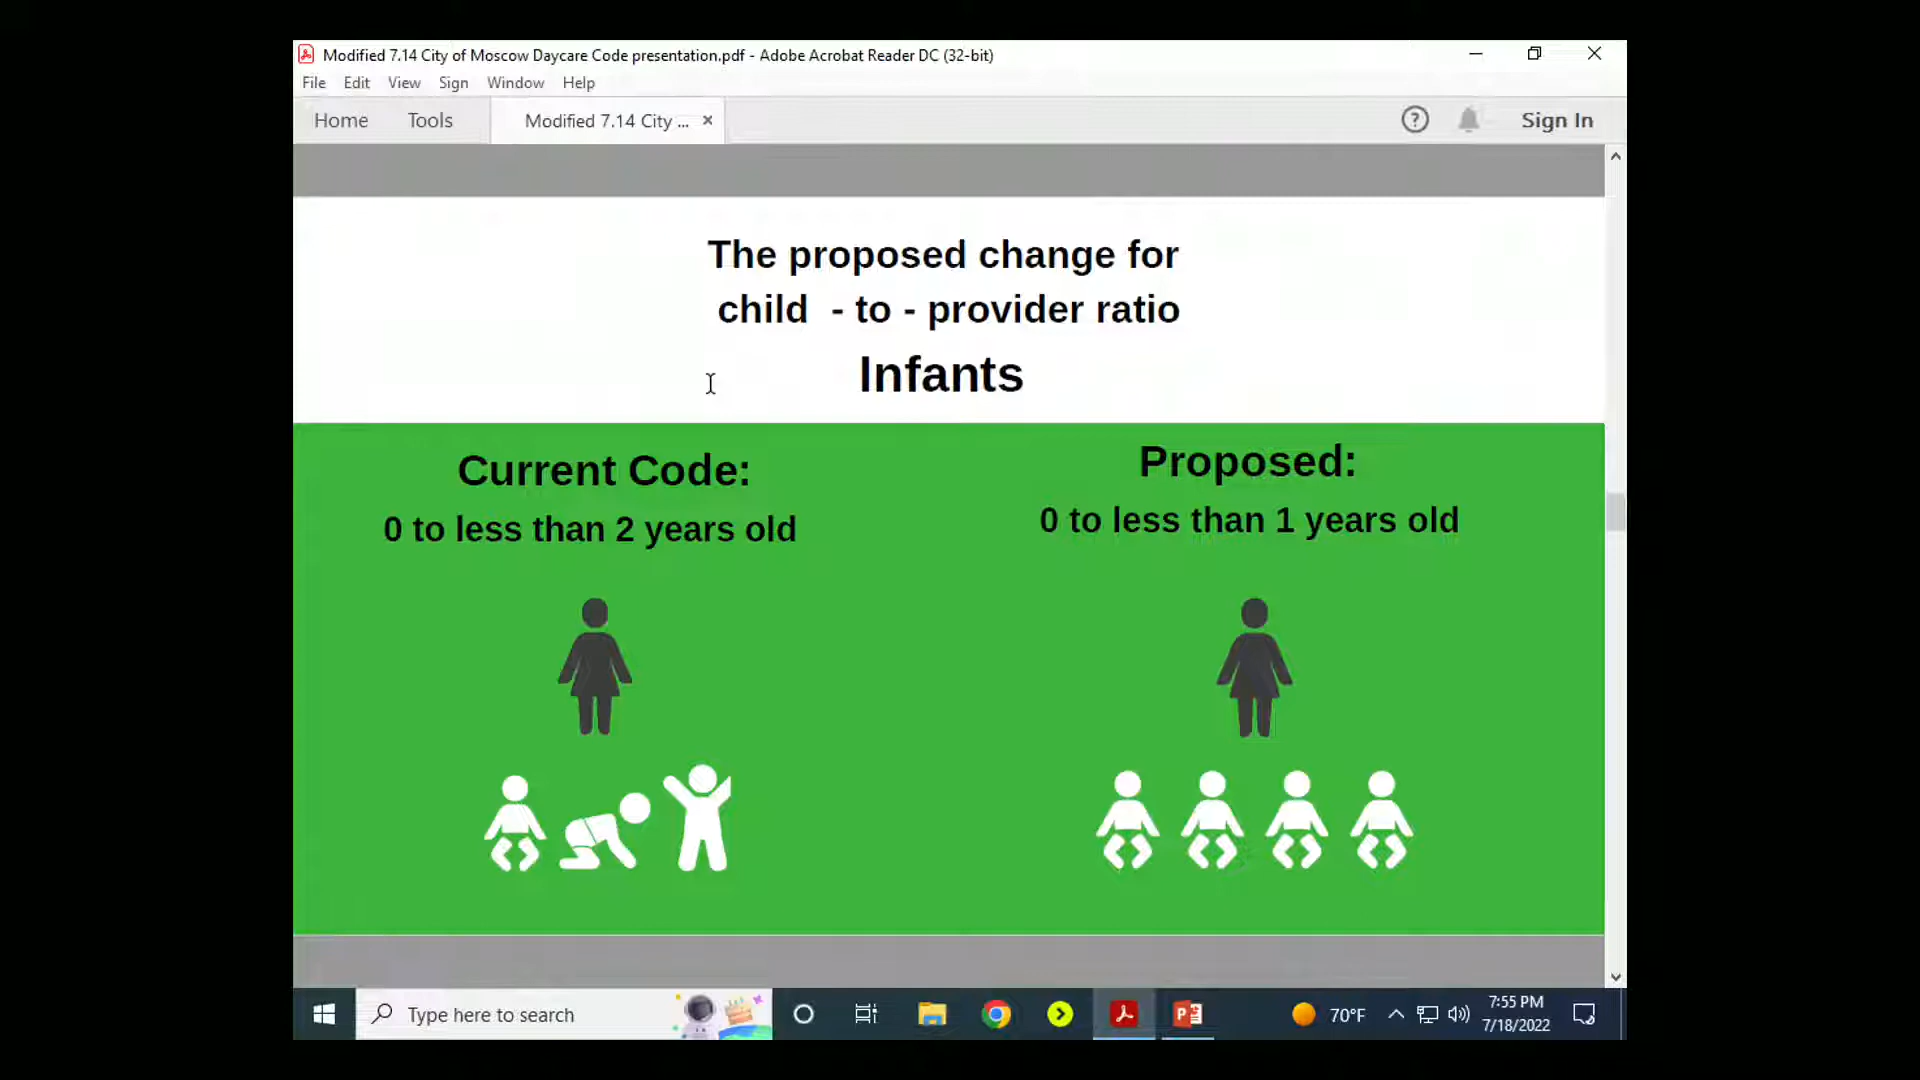 Modified 7.14 City of Moscow Daycare Code presentation.pdf - Adobe Acrobat Reader DC (32-bit)
File Edit View Sign Window Help
Home Tools Modified 7.14 City ... × ? Sign In
The proposed change for
child - to - provider ratio
Infants
Current Code:
0 to less than 2 years old
Proposed:
0 to less than 1 years old
Type here to search
70°F
7:55 PM
7/18/2022